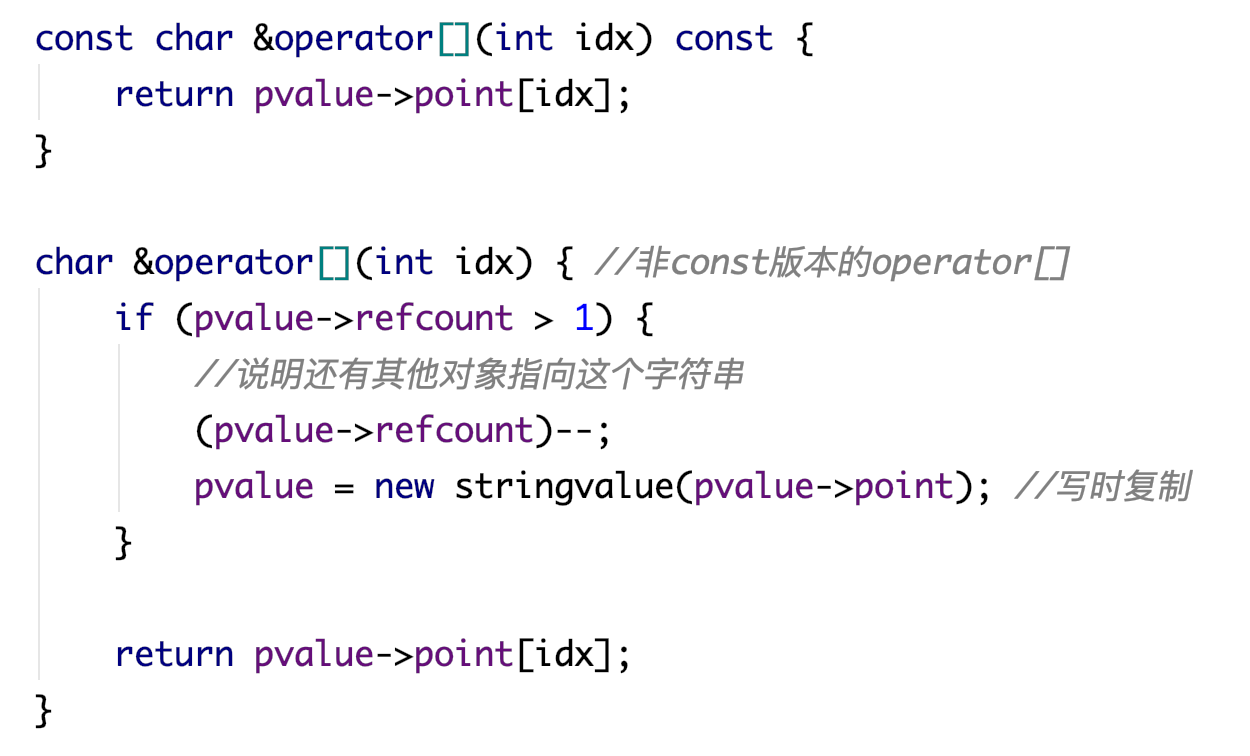 const char &operator[](int idx) const {
    return pvalue->point[idx];
}

char &operator[](int idx) { //非const版本的operator[]
    if (pvalue->refcount > 1) {
        //说明还有其他对象指向这个字符串
        (pvalue->refcount)--;
        pvalue = new stringvalue(pvalue->point); //写时复制
    }

    return pvalue->point[idx];
}